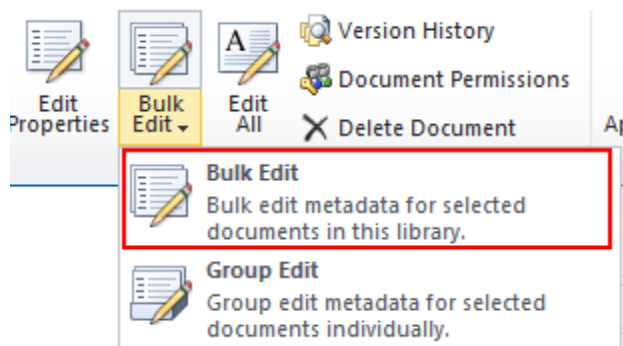 Edit Properties
Bulk Edit
Edit All
Version History
Document Permissions
Delete Document
Bulk Edit
Bulk edit metadata for selected
documents in this library.
Group Edit
Group edit metadata for selected
documents individually.